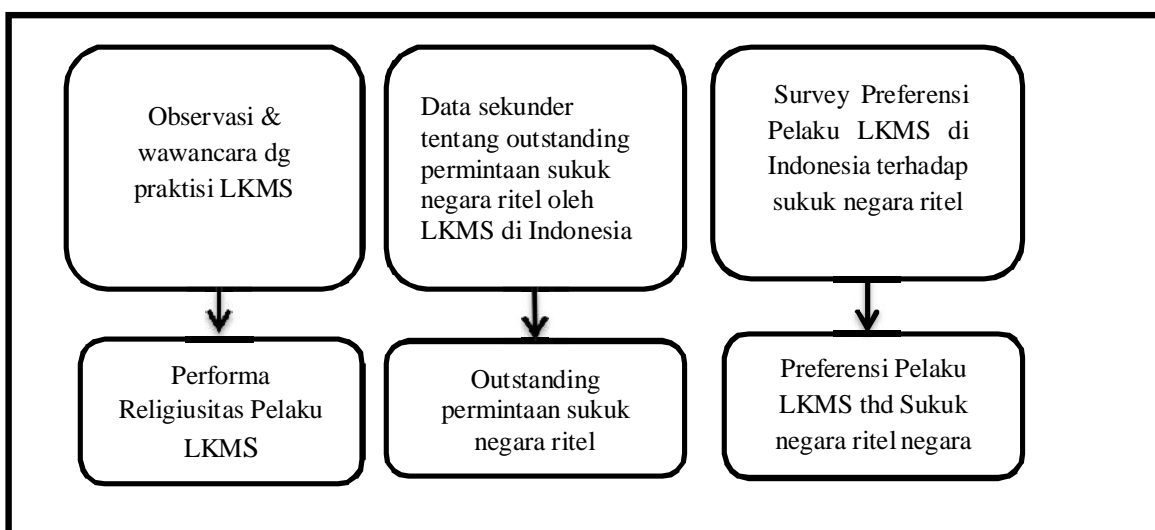 Observasi &
wawancara dg
praktisi LKMS
Data sekunder
tentang outstanding
permintaan sukuk
negara ritel oleh
LKMS di Indonesia
Survey Preferensi
Pelaku LKMS di
Indonesia terhadap
sukuk negara ritel
Performa
Religiusitas Pelaku
LKMS
Outstanding
permintaan sukuk
negara ritel
Preferensi Pelaku
LKMS thd Sukuk
negara ritel negara